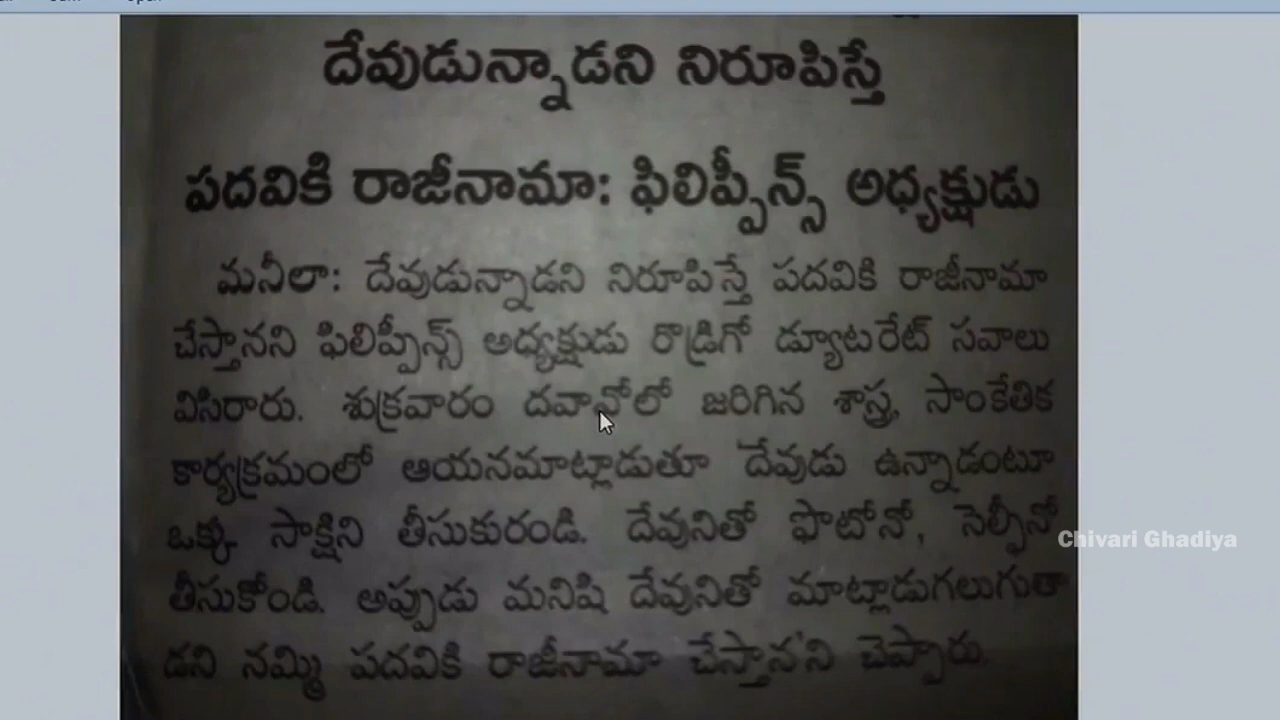 దేవుడున్నాడని నిరూపిస్తే
పదవికి రాజీనామా: ఫిలిప్పీన్స్ అధ్యక్షుడు
మనీలా: దేవుడున్నాడని నిరూపిస్తే పదవికి రాజీనామా
చేస్తానని ఫిలిప్పీన్స్ అధ్యక్షుడు రొడ్రిగో డ్యూటరేట్ సవాలు
విసిరారు. శుక్రవారం దవావోలో జరిగిన శాస్త్ర, సాంకేతిక
కార్యక్రమంలో ఆయనమాట్లాడుతూ 'దేవుడు ఉన్నాడంటూ
ఒక్క సాక్షిని తీసుకురండి. దేవునితో ఫొటోనో, సెల్ఫీనో
Chivari Ghadiya
తీసుకోండి. అప్పుడు మనిషి దేవునితో మాట్లాడుగలుగుతా
డని నమ్మి పదవికి రాజీనామా చేస్తాన'ని చెప్పారు.